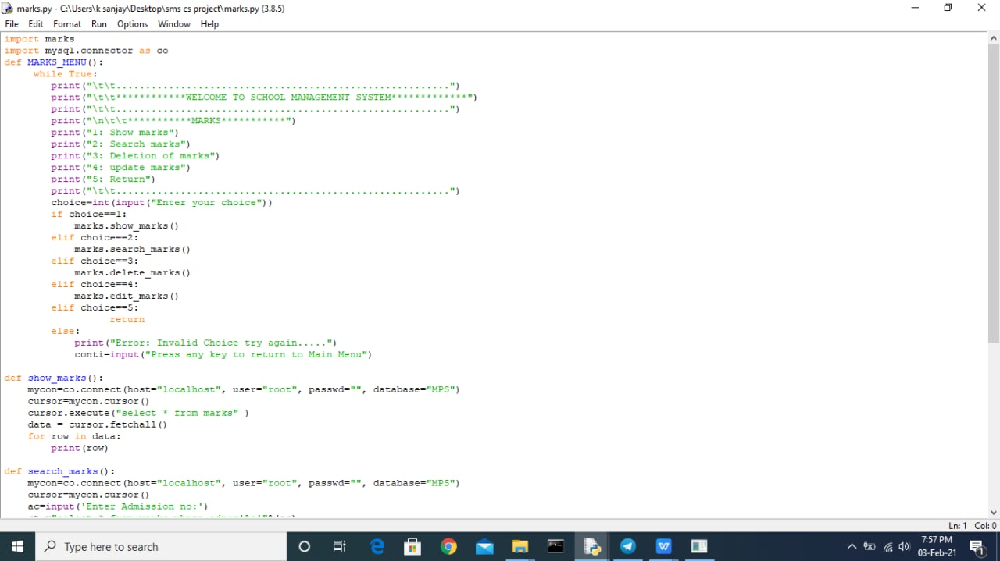 marks.py - C:\Users\k sanjay\Desktop\sms cs project\marks.py (3.8.5)
File Edit Format Run Options Window Help
import marks
import mysql.connector as co
def MARKS_MENU():
while True:
print("\t\t.........................................................")
print("\t\t************WELCOME TO SCHOOL MANAGEMENT SYSTEM*************")
print("\t\t.........................................................")
print("\n\t\t***********MARKS***********")
print("1: Show marks")
print("2: Search marks")
print("3: Deletion of marks")
print("4: update marks")
print("5: Return")
print("\t\t.........................................................")
choice=int(input("Enter your choice"))
if choice==1:
marks.show_marks()
elif choice==2:
marks.search_marks()
elif choice==3:
marks.delete_marks()
elif choice==4:
marks.edit_marks()
elif choice==5:
return
else:
print("Error: Invalid Choice try again.....")
conti=input("Press any key to return to Main Menu")
def show_marks():
mycon=co.connect(host="localhost", user="root", passwd="", database="MPS")
cursor=mycon.cursor()
cursor.execute("select * from marks" )
data = cursor.fetchall()
for row in data:
print(row)
def search_marks():
mycon=co.connect(host="localhost", user="root", passwd="", database="MPS")
cursor=mycon.cursor()
ac=input('Enter Admission no:')
Ln: 1 Col: 0
Type here to search
7:57 PM
03-Feb-21
1